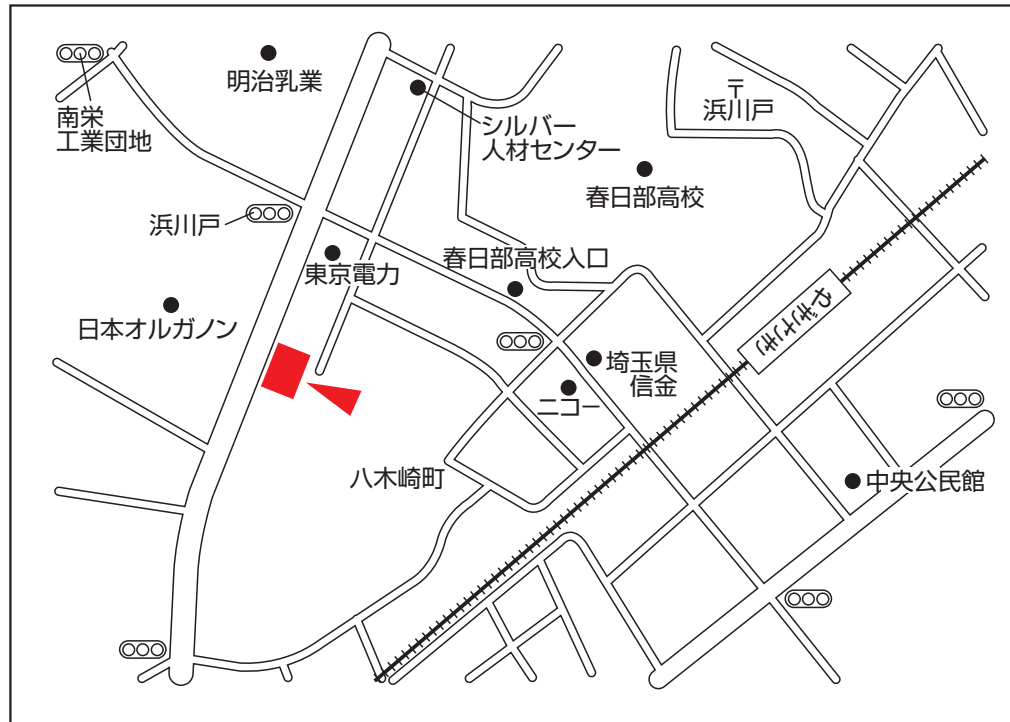 明治乳業
南栄
工業団地
シルバー
人材センター
〒
浜川戸
春日部高校
浜川戸
東京電力
春日部高校入口
日本オルガノン
やぎさき
埼玉県
信金
ニコー
八木崎町
中央公民館